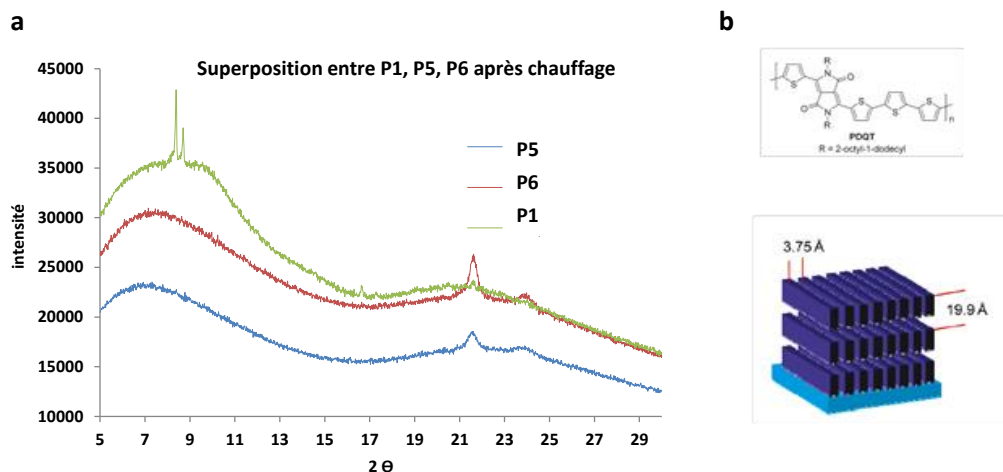 a
b
Superposition entre P1, P5, P6 après chauffage
45000
40000
35000
30000
25000
20000
15000
10000
intensité
P5
P6
P1
5 7 9 11 13 15 17 19 21 23 25 27 29
2 Θ
R
O
N
S
S
S
S
O
N
R
n
PDQT
R = 2-octyl-1-dodecyl
3.75 Å
19.9 Å